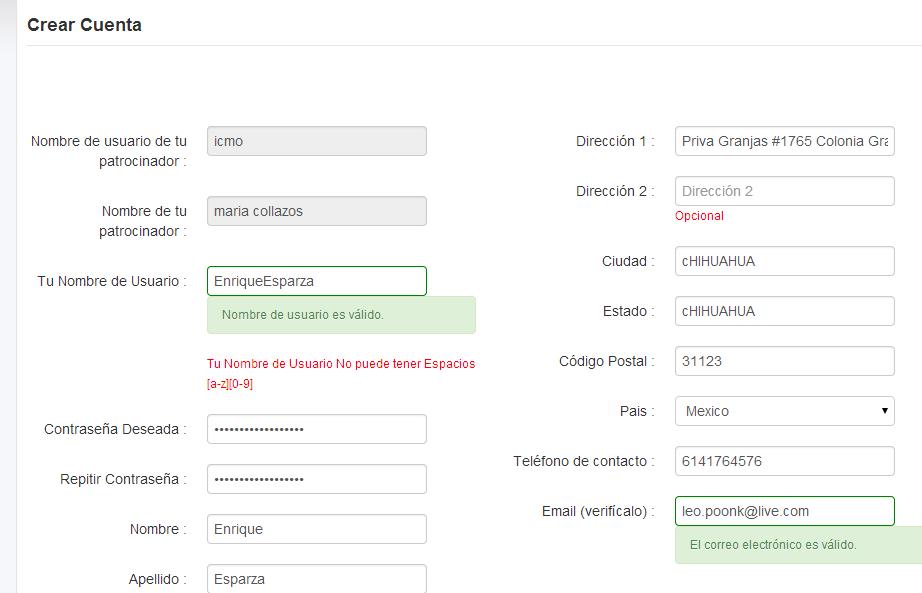 Crear Cuenta
Nombre de usuario de tu
patrocinador :
icmo
Nombre de tu
patrocinador :
maria collazos
Tu Nombre de Usuario :
EnriqueEsparza
Nombre de usuario es válido.
Tu Nombre de Usuario No puede tener Espacios
[a-z][0-9]
Contraseña Deseada :
••••••••••••••••••
Repitir Contraseña :
••••••••••••••••••
Nombre :
Enrique
Apellido :
Esparza
Dirección 1 :
Priva Granjas #1765 Colonia Gra
Dirección 2 :
Dirección 2
Opcional
Ciudad :
cHIHUAHUA
Estado :
cHIHUAHUA
Código Postal :
31123
Pais :
Mexico
Teléfono de contacto :
6141764576
Email (verifícalo) :
leo.poonk@live.com
El correo electrónico es válido.